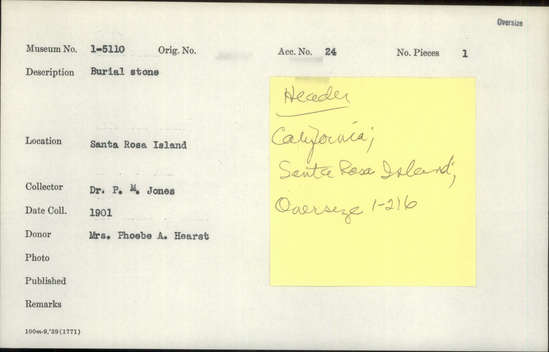 Oversize
Museum No. 1-5110 Orig. No. Acc. No. 24 No. Pieces 1
Description Burial stone
Header
California;
Location Santa Rosa Island
Santa Rosa Island;
Collector Dr. P. M. Jones
Oversize 1-216
Date Coll. 1901
Donor Mrs. Phoebe A. Hearst
Photo
Published
Remarks
100m-9,'39(1771)